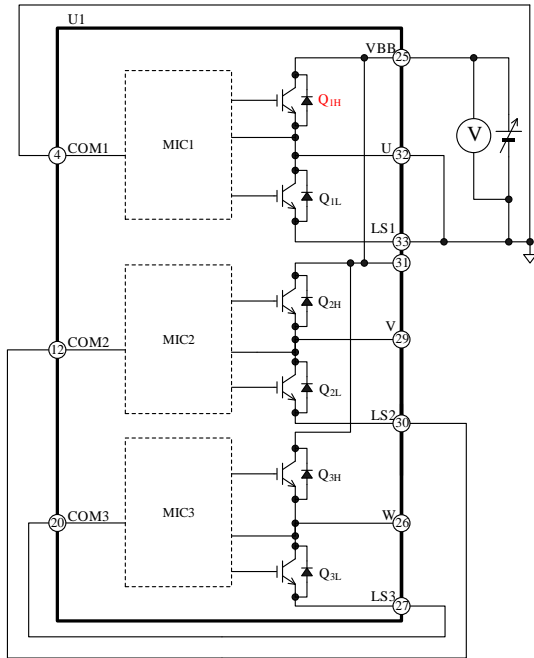 U1
VBB 25
Q1H
V
4 COM1
MIC1
U 32
Q1L
LS1 33
31
Q2H
12 COM2
MIC2
V 29
Q2L
LS2 30
Q3H
20 COM3
MIC3
W 26
Q3L
LS3 27